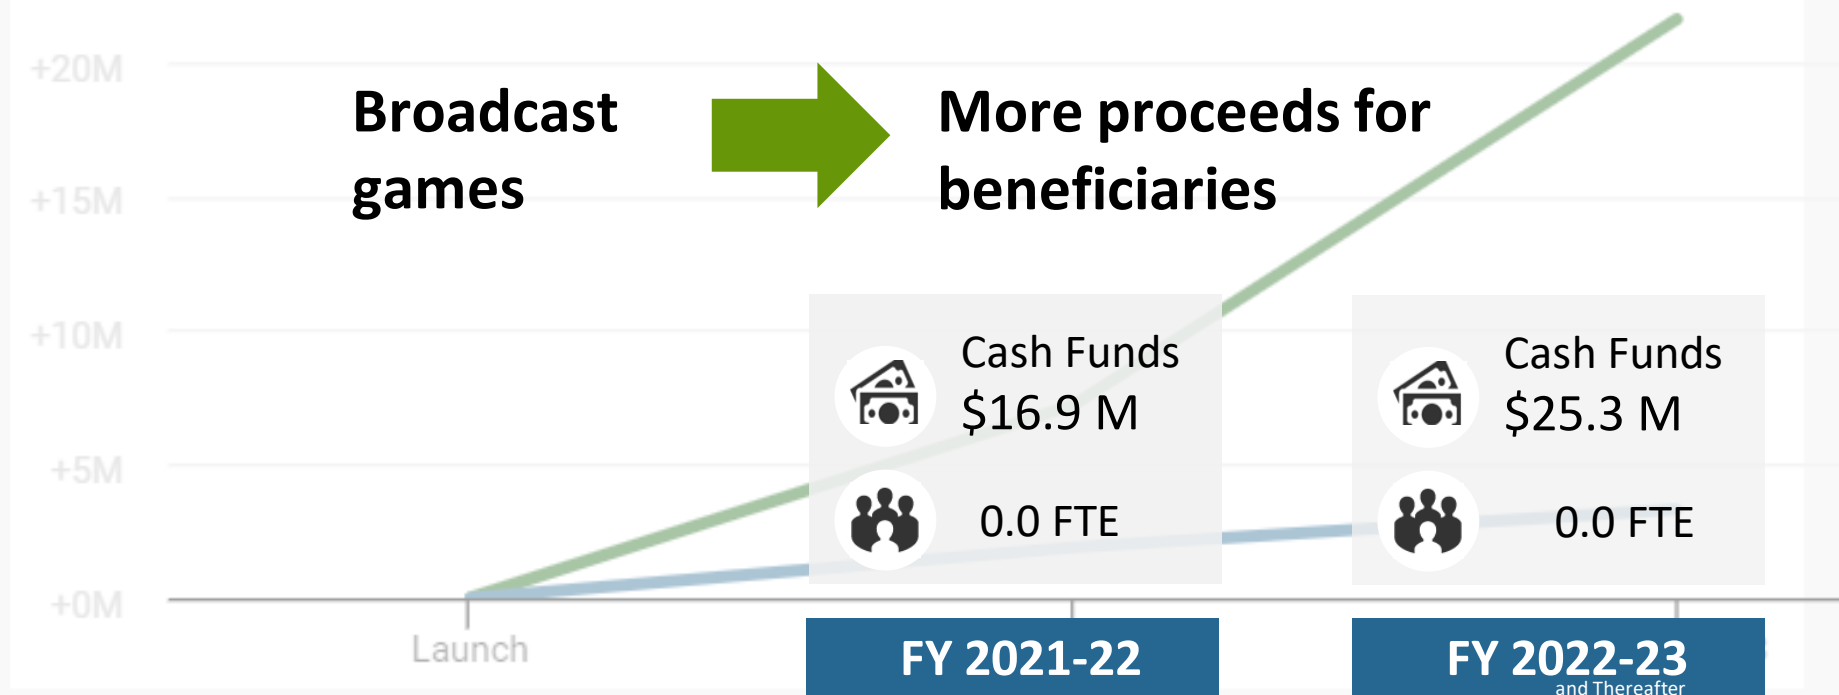 +20M
+15M
+10M
+5M
+0M
Broadcast
games
More proceeds for
beneficiaries
Cash Funds
$16.9 M
0.0 FTE
Cash Funds
$25.3 M
0.0 FTE
Launch
FY 2021-22
FY 2022-23
and Thereafter